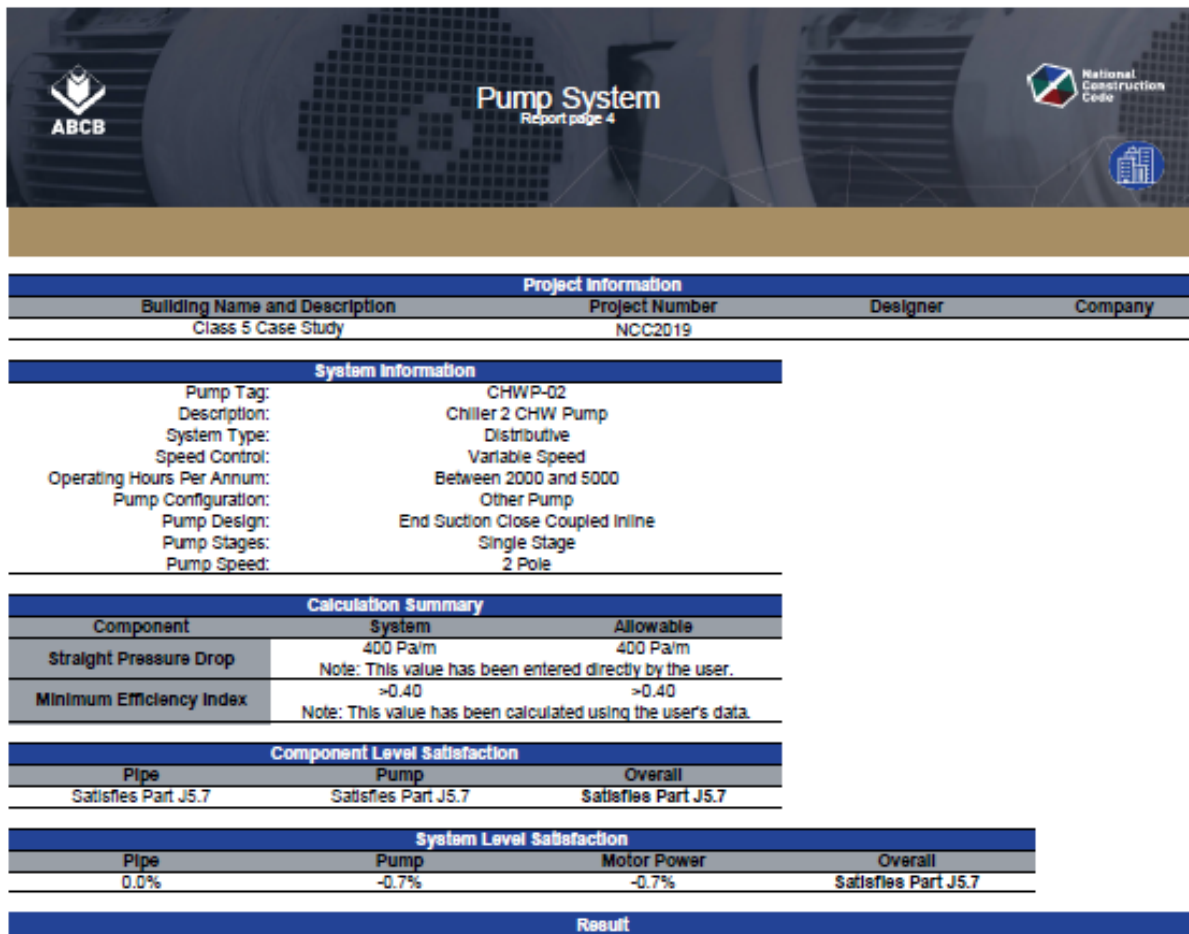 ABCB
Pump System
Report page 4
National
Construction
Code
Project Information
Building Name and Description Project Number Designer Company
Class 5 Case Study NCC2019
System Information
Pump Tag: CHWP-02
Description: Chiller 2 CHW Pump
System Type: Distributive
Speed Control: Variable Speed
Operating Hours Per Annum: Between 2000 and 5000
Pump Configuration: Other Pump
Pump Design: End Suction Close Coupled Inline
Pump Stages: Single Stage
Pump Speed: 2 Pole
Calculation Summary
Component System Allowable
Straight Pressure Drop 400 Pa/m 400 Pa/m
Note: This value has been entered directly by the user.
Minimum Efficiency Index >0.40 >0.40
Note: This value has been calculated using the user's data.
Component Level Satisfaction
Pipe Pump Overall
Satisfies Part J5.7 Satisfies Part J5.7 Satisfies Part J5.7
System Level Satisfaction
Pipe Pump Motor Power Overall
0.0% -0.7% -0.7% Satisfies Part J5.7
Result